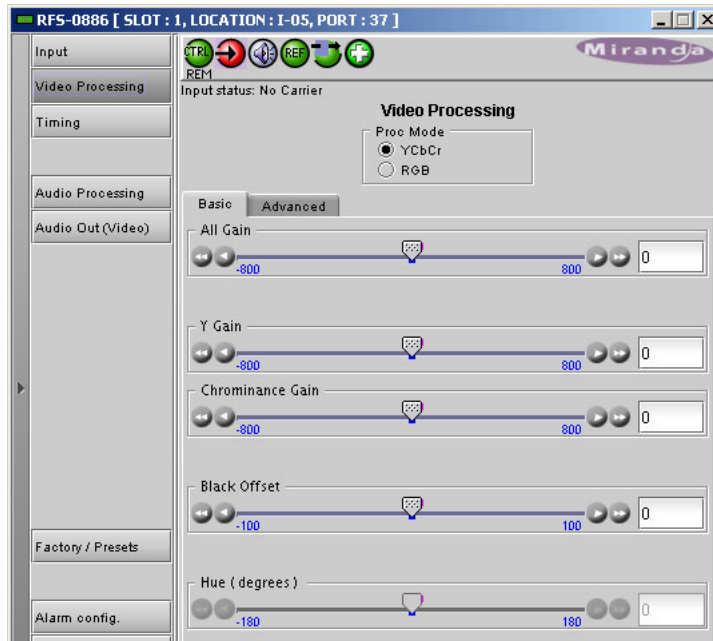 RFS-0886 [ SLOT : 1, LOCATION : I-05, PORT : 37 ]
Input
Video Processing
Timing
Audio Processing
Audio Out (Video)
Factory / Presets
Alarm config.
CTRL
REF
REM
Miranda
Input status: No Carrier
Video Processing
Proc Mode
YCbCr
RGB
Basic
Advanced
All Gain
-800
800
0
Y Gain
-800
800
0
Chrominance Gain
-800
800
0
Black Offset
-100
100
0
Hue ( degrees )
-180
180
0